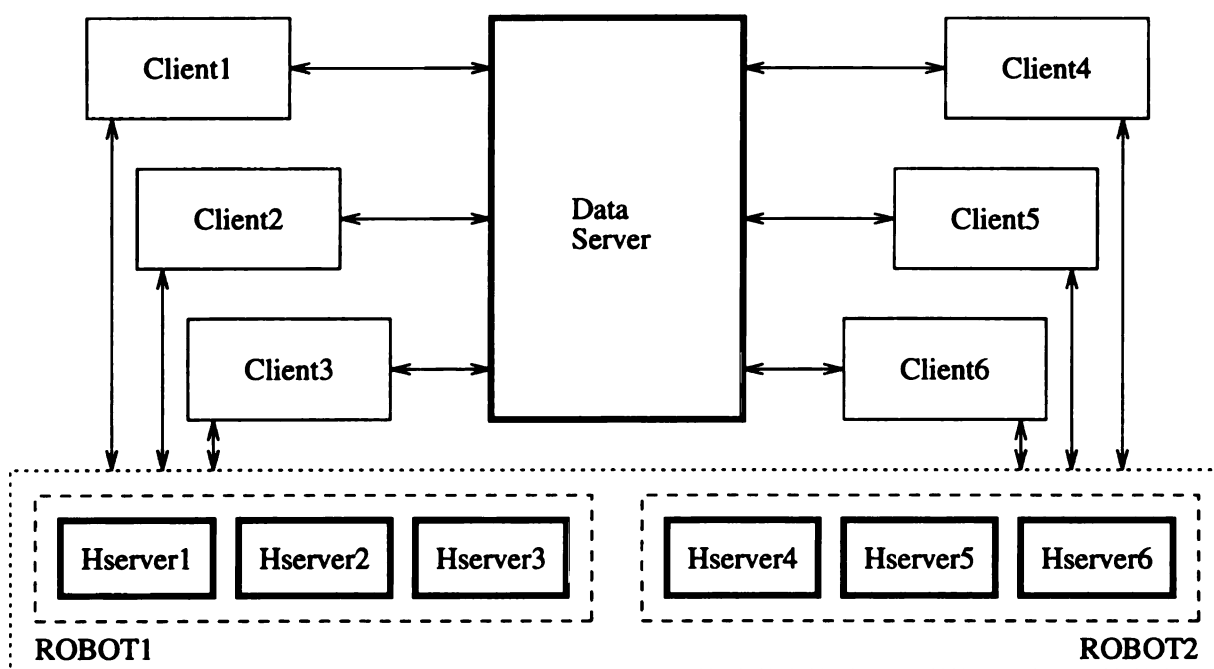 Client1
Client4
Client2
Data
Server
Client5
Client3
Client6
Hserver1
Hserver2
Hserver3
Hserver4
Hserver5
Hserver6
ROBOT1
ROBOT2